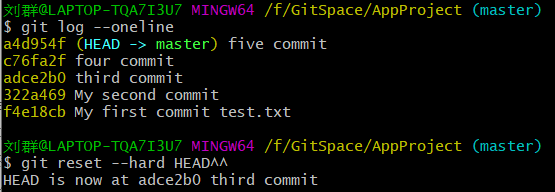 刘群@LAPTOP-TQA7I3U7 MINGW64 /f/GitSpace/AppProject (master)
$ git log --oneline
a4d954f (HEAD -> master) five commit
c76fa2f four commit
adce2b0 third commit
322a469 My second commit
f4e18cb My first commit test.txt
刘群@LAPTOP-TQA7I3U7 MINGW64 /f/GitSpace/AppProject (master)
$ git reset --hard HEAD^^
HEAD is now at adce2b0 third commit